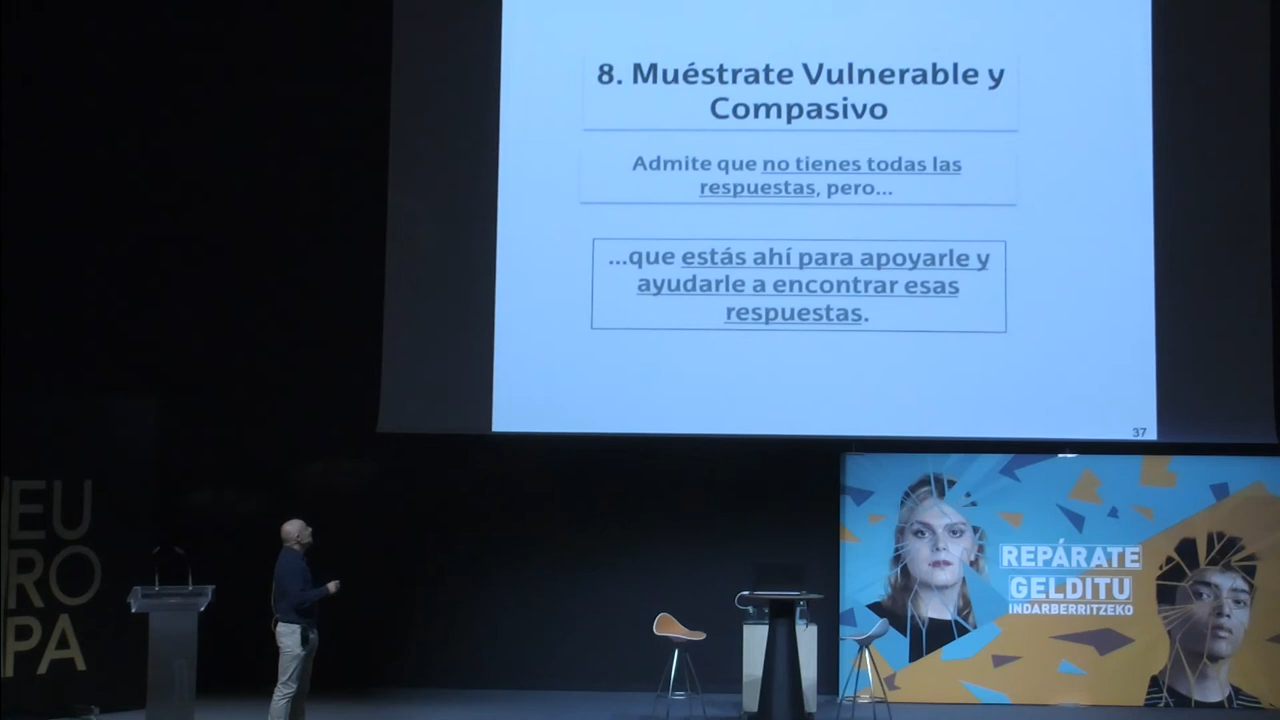 8. Muéstrate Vulnerable y
Compasivo
Admite que no tienes todas las
respuestas, pero...
...que estás ahí para apoyarle y
ayudarle a encontrar esas
respuestas.
37
EU
RO
PA
REPÁRATE
GELDITU
INDARBERRITZEKO